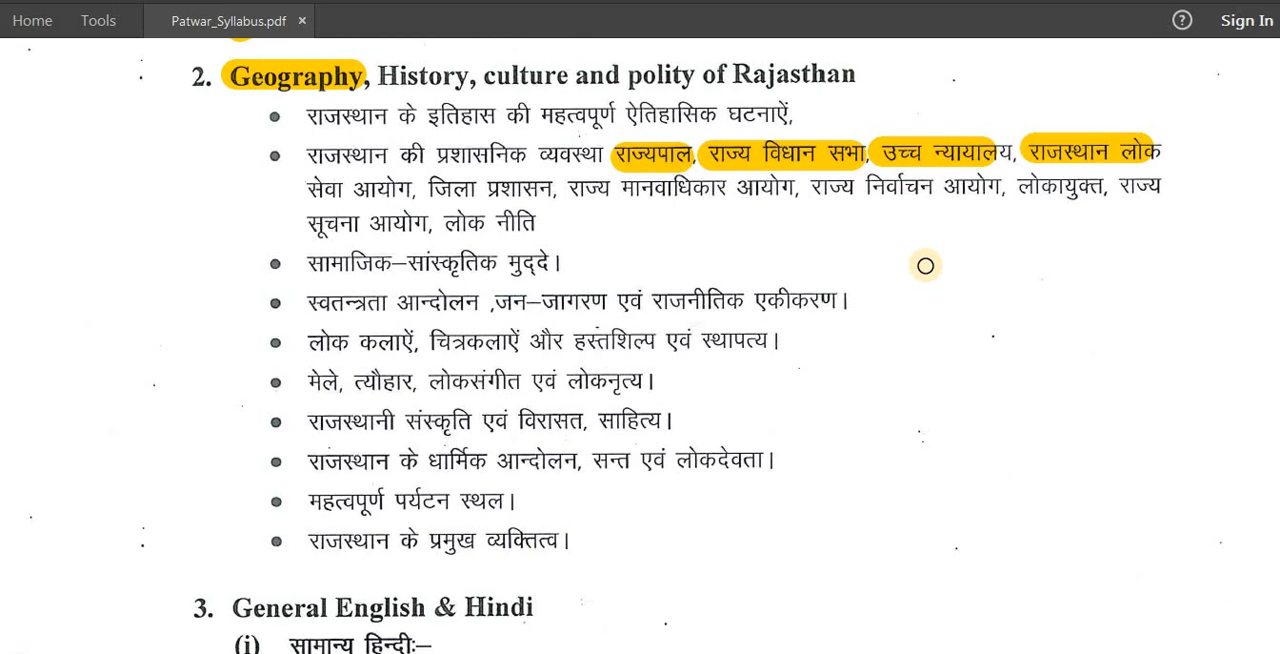 Home Tools Patwar_Syllabus.pdf × ? Sign In
2. Geography, History, culture and polity of Rajasthan
• राजस्थान के इतिहास की महत्वपूर्ण ऐतिहासिक घटनाऐं,
• राजस्थान की प्रशासनिक व्यवस्था राज्यपाल, राज्य विधान सभा, उच्च न्यायालय, राजस्थान लोक
सेवा आयोग, जिला प्रशासन, राज्य मानवाधिकार आयोग, राज्य निर्वाचन आयोग, लोकायुक्त, राज्य
सूचना आयोग, लोक नीति
• सामाजिक–सांस्कृतिक मुद्दे।
• स्वतन्त्रता आन्दोलन ,जन–जागरण एवं राजनीतिक एकीकरण।
• लोक कलाऐं, चित्रकलाऐं और हस्तशिल्प एवं स्थापत्य।
• मेले, त्यौहार, लोकसंगीत एवं लोकनृत्य।
• राजस्थानी संस्कृति एवं विरासत, साहित्य।
• राजस्थान के धार्मिक आन्दोलन, सन्त एवं लोकदेवता।
• महत्वपूर्ण पर्यटन स्थल।
• राजस्थान के प्रमुख व्यक्तित्व।
3. General English & Hindi
(i) सामान्य हिन्दीः–